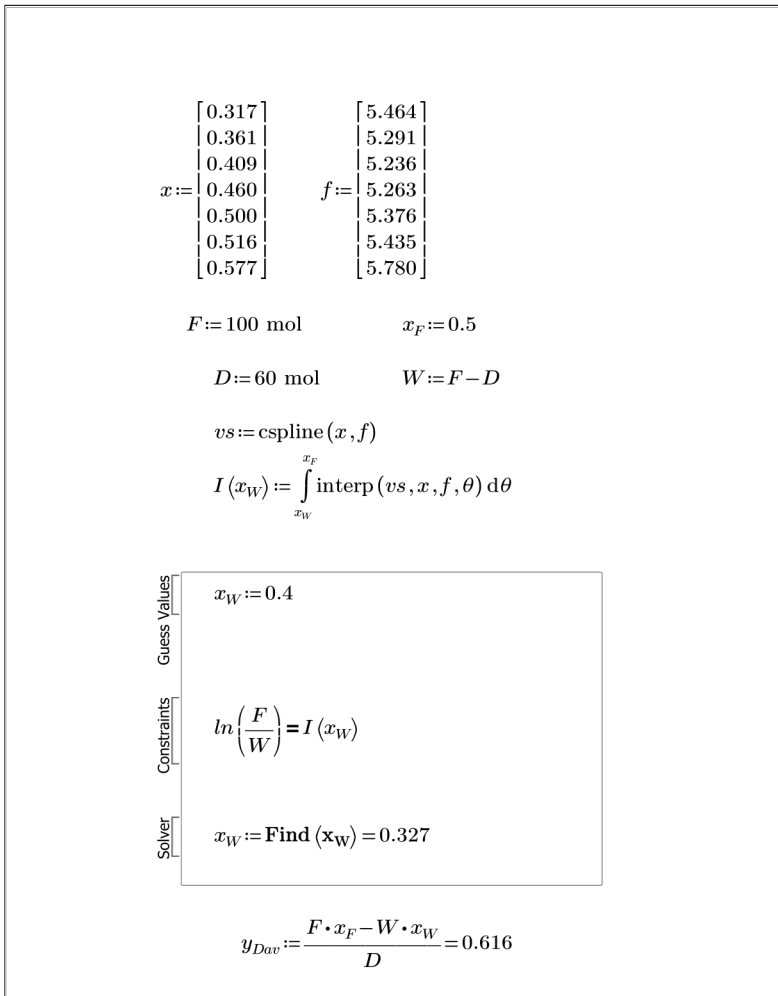 x := [0.317 0.361 0.409 0.460 0.500 0.516 0.577] f := [5.464 5.291 5.236 5.263 5.376 5.435 5.780]
F := 100 mol x_F := 0.5
D := 60 mol W := F − D
vs := cspline (x, f)
I (x_W) := ∫_{x_W}^{x_F} interp (vs, x, f, θ) dθ
Guess Values
x_W := 0.4
Constraints
ln (F/W) = I (x_W)
Solver
x_W := Find (x_W) = 0.327
y_Dav := (F · x_F − W · x_W)/D = 0.616